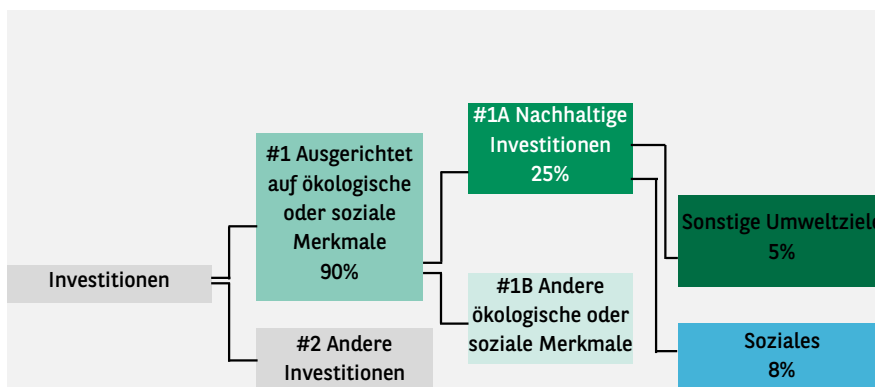 Investitionen
#1 Ausgerichtet
auf ökologische
oder soziale
Merkmale
90%
#2 Andere
Investitionen
#1A Nachhaltige
Investitionen
25%
#1B Andere
ökologische oder
soziale Merkmale
Sonstige Umweltziele
5%
Soziales
8%